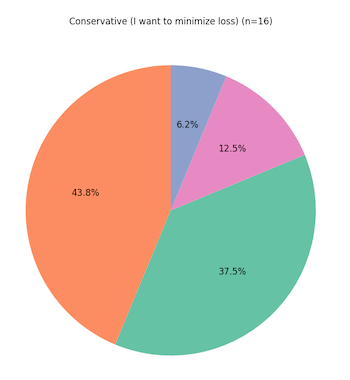 Conservative (I want to minimize loss) (n=16)
6.2%
12.5%
43.8%
37.5%